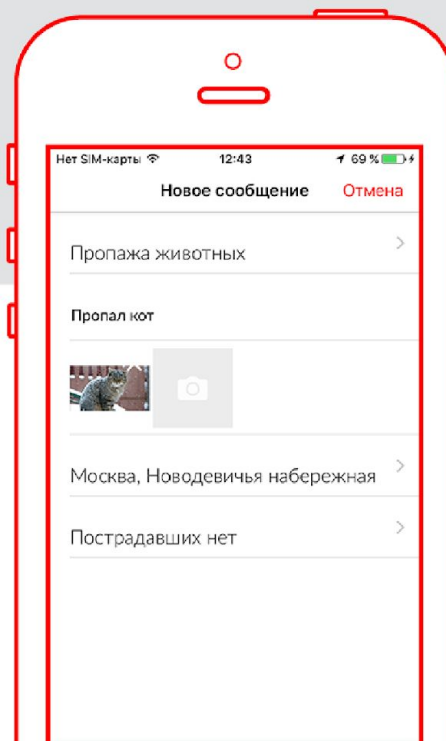 Нет SIM-карты 12:43 69 %
Новое сообщение Отмена
Пропажа животных
Пропал кот
Москва, Новодевичья набережная
Пострадавших нет